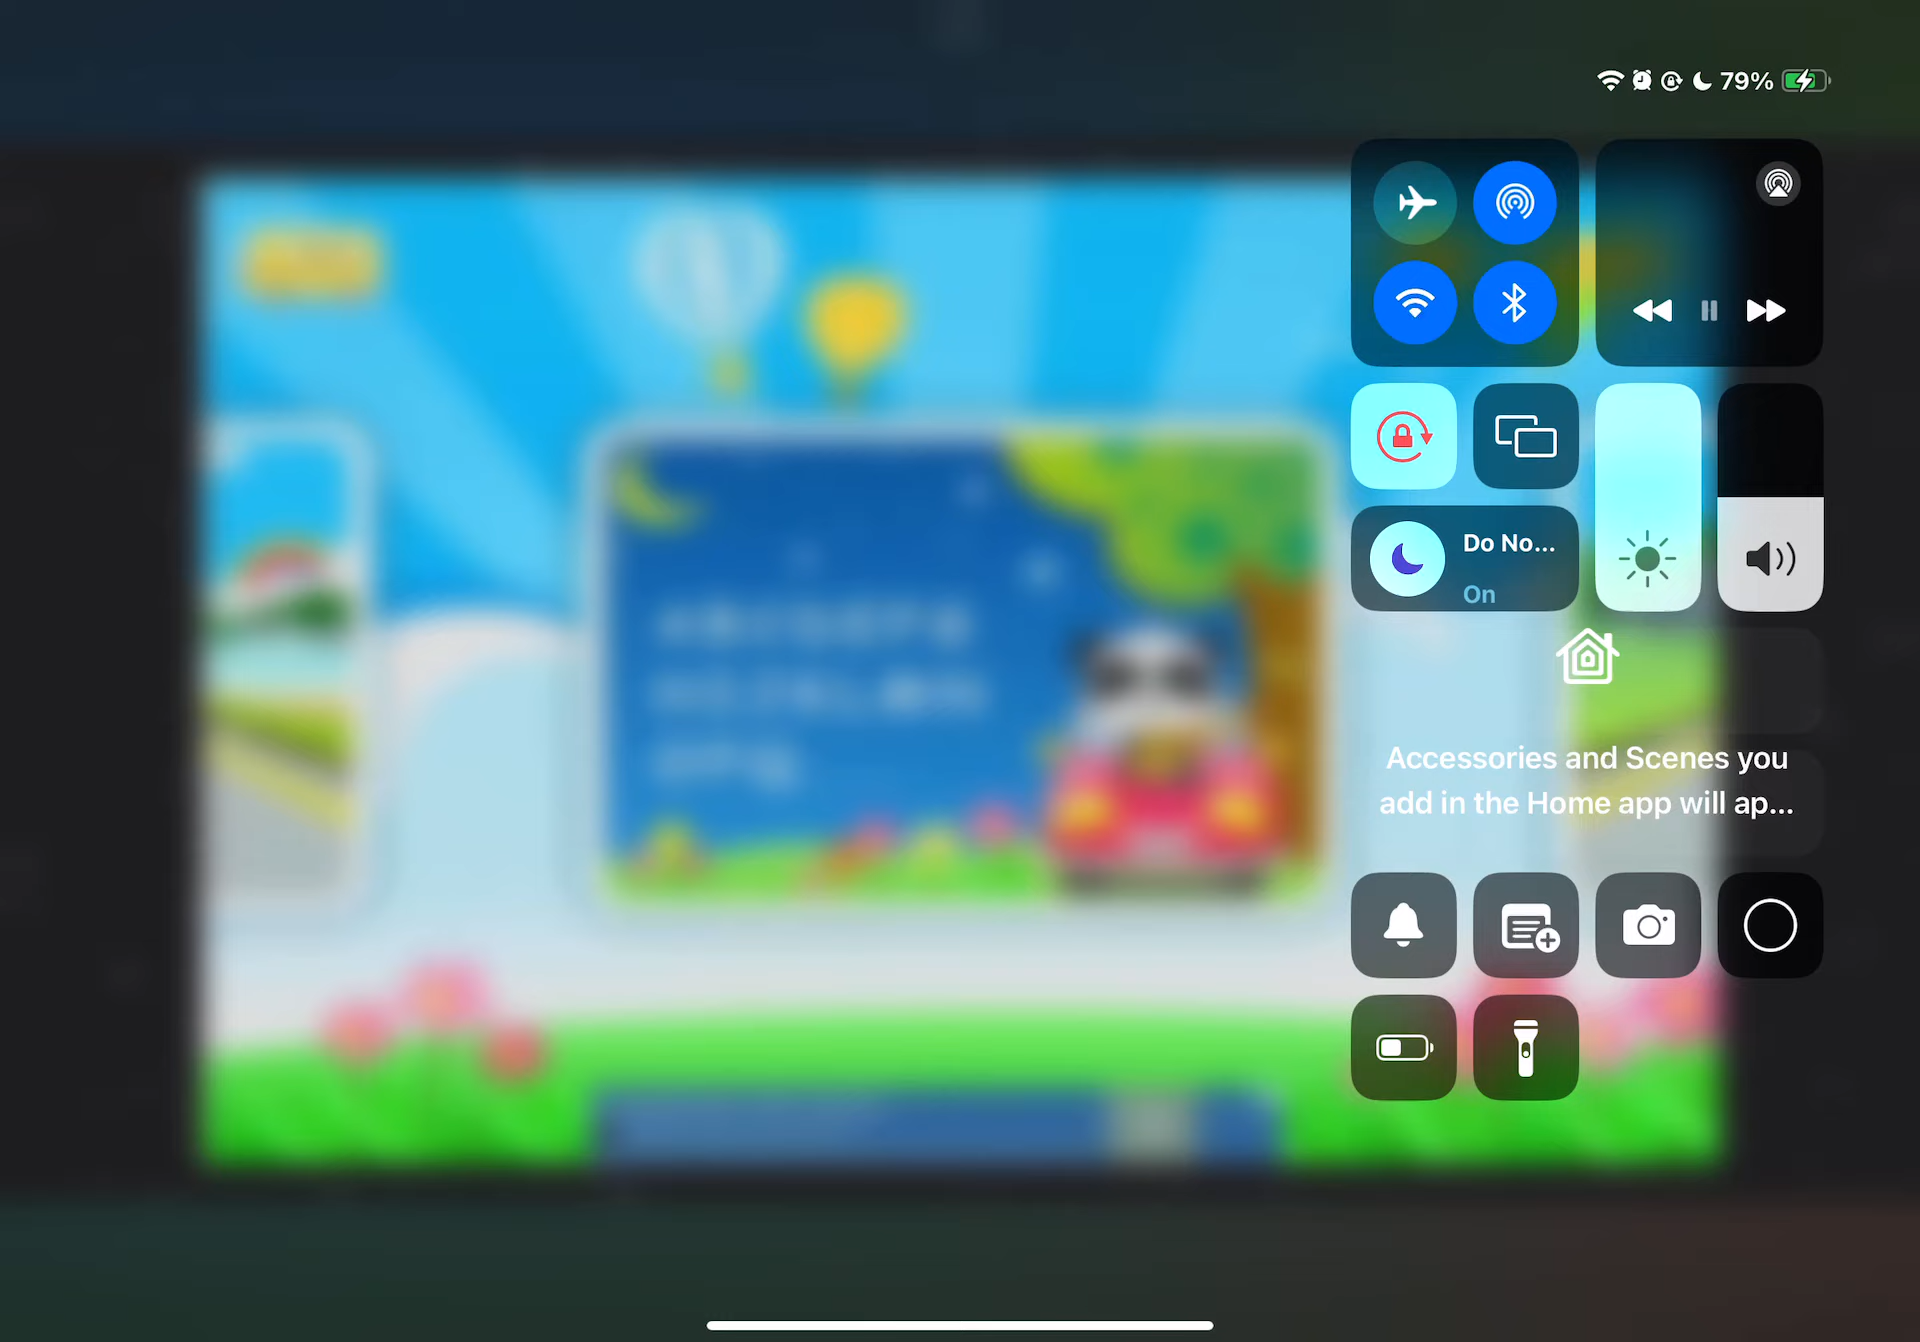 79%
Do No...
On
Accessories and Scenes you
add in the Home app will ap...